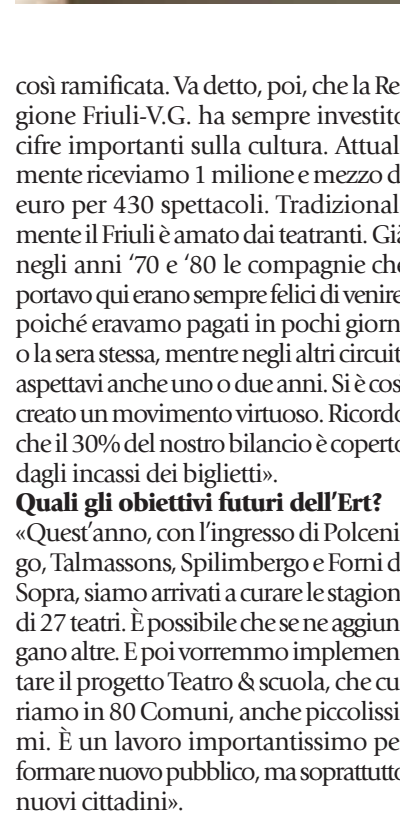 così ramificata. Va detto, poi, che la Re
gione Friuli-V.G. ha sempre investito
cifre importanti sulla cultura. Attual
mente riceviamo 1 milione e mezzo d
euro per 430 spettacoli. Tradizional
mente il Friuli è amato dai teatranti. Già
negli anni ‘70 e ‘80 le compagnie che
portavo qui erano sempre felici di venire
poiché eravamo pagati in pochi giorn
o la sera stessa, mentre negli altri circuit
aspettavi anche uno o due anni. Si è cos
creato un movimento virtuoso. Ricordo
che il 30% del nostro bilancio è coperto
dagli incassi dei biglietti».
Quali gli obiettivi futuri dell’Ert?
«Quest’anno, con l’ingresso di Polceni
go, Talmassons, Spilimbergo e Forni d
Sopra, siamo arrivati a curare le stagion
di 27 teatri. È possibile che se ne aggiun
gano altre. E poi vorremmo implemen
tare il progetto Teatro & scuola, che cu
riamo in 80 Comuni, anche piccolissi
mi. È un lavoro importantissimo pe
formare nuovo pubblico, ma soprattutto
nuovi cittadini».